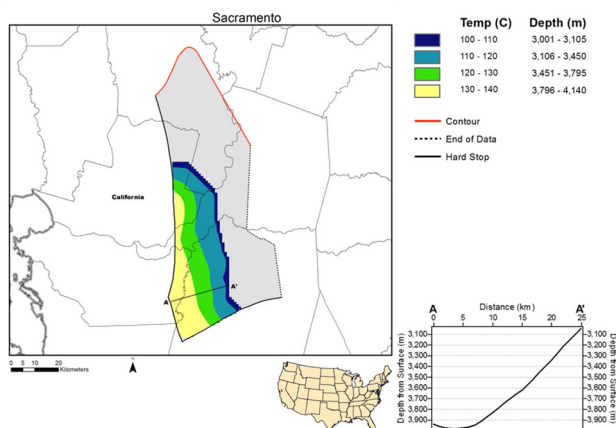 Sacramento
Temp (C) Depth (m)
100 - 110 3,001 - 3,105
110 - 120 3,106 - 3,450
120 - 130 3,451 - 3,795
130 - 140 3,796 - 4,140
Contour
End of Data
Hard Stop
California
A A'
0 5 10 20
Kilometers
A Distance (km) A'
0 5 10 15 20 25
Depth from Surface (m)
3,100
3,200
3,300
3,400
3,500
3,600
3,700
3,800
3,900
3,100
3,200
3,300
3,400
3,500
3,600
3,700
3,800
3,900
Depth from Surface (m)